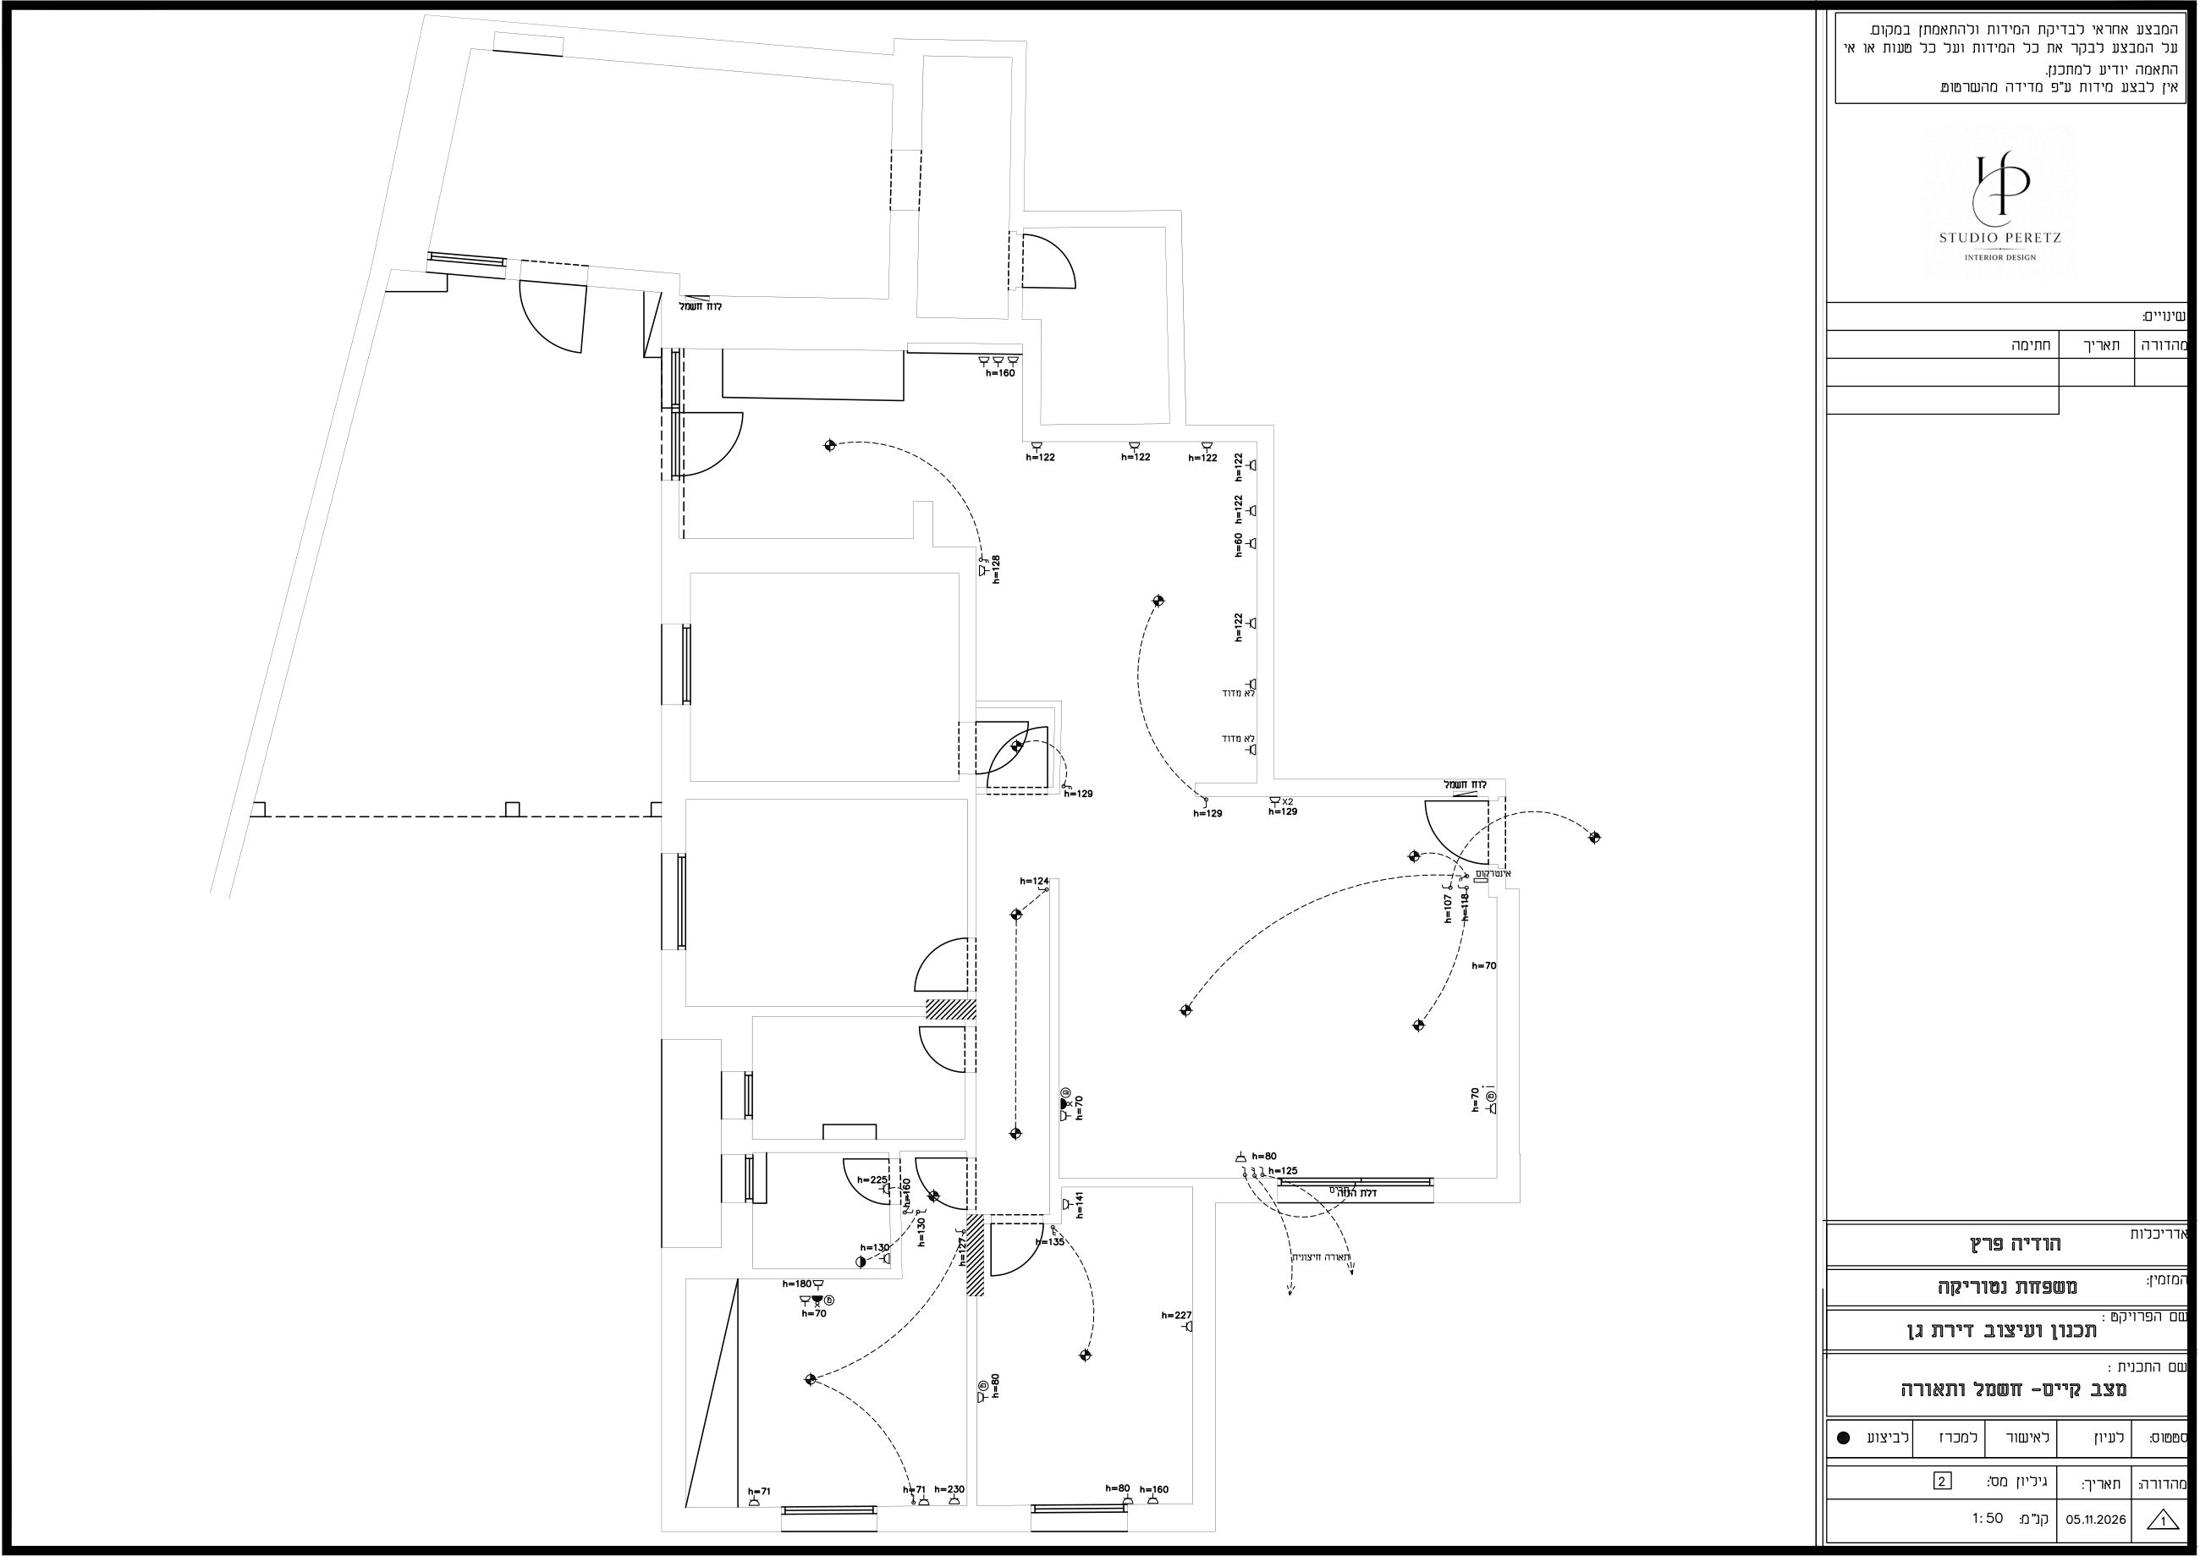 המבצע אחראי לבדיקת המידות ולהתאמתן במקום.
על המבצע לבקר את כל המידות ועל כל טעות או אי
התאמה יודיע למתכנן.
אין לבצע מידות ע"פ מדידה מהשרטוט.
STUDIO PERETZ
INTERIOR DESIGN
שינויים:
מהדורה תאריך חתימה
אדריכלות
הודיה פרץ
המזמין:
משפחת נטוריקה
שם הפרויקט :
תכנון ועיצוב דירת גן
שם התכנית :
מצב קיים- חשמל ותאורה
סטטוס: לעיון לאישור למכרז לביצוע
מהדורה: תאריך: גיליון מס': 2
1 05.11.2026 קנ"מ: 1:50
לוח חשמל
h=160
h=122
h=122
h=122
h=122
h=122
h=60
h=128
h=122
לא מדוד
לא מדוד
h=129
h=129
X2
h=129
לוח חשמל
אינטרקום
h=124
h=107
h=118
h=70
h=70
h=70
h=80
h=125
תריס
דלת הזזה
תאורה חיצונית
h=225
h=160
h=130
h=130
h=127
h=141
h=135
h=180
h=70
h=227
h=80
h=71
h=71
h=230
h=80
h=160